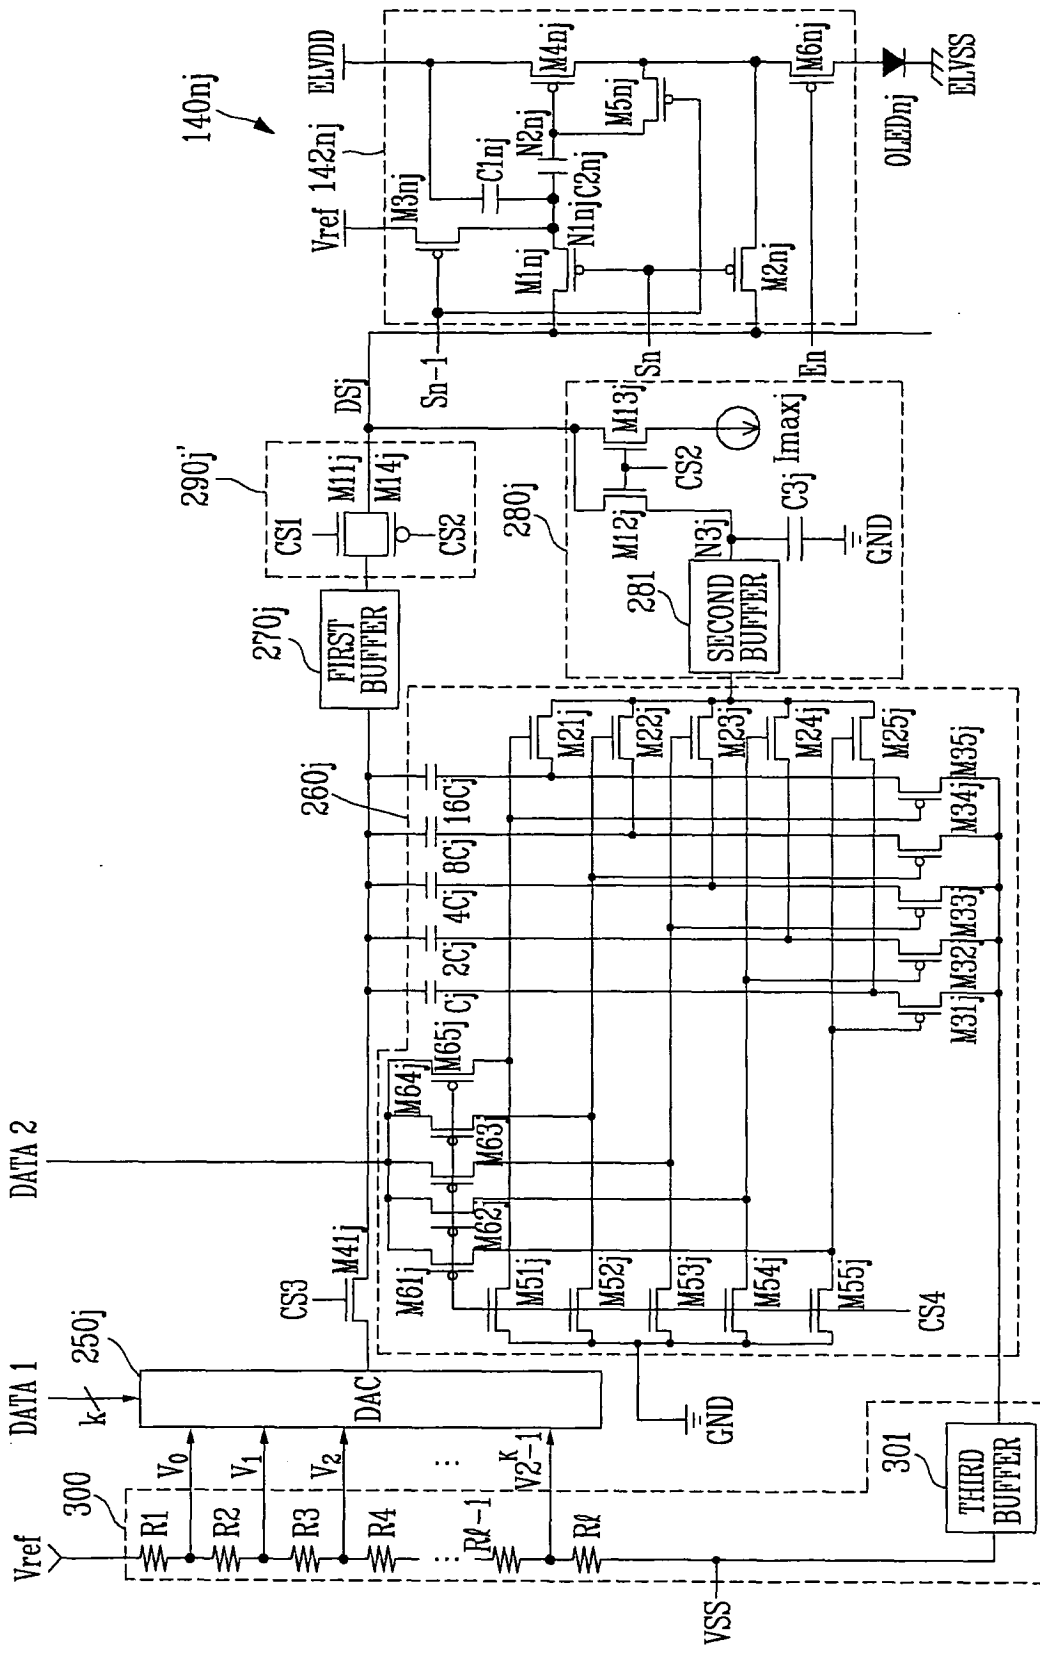 Vref
300
R1
R2
R3
R4
...
Rℓ-1
Rℓ
VSS
V0
V1
V2
...
V2^K-1
THIRD
BUFFER
301
DATA 1
k
250j
DAC
GND
CS3
M41j
DATA 2
M61j
M62j
M63j
M64j
M65j
M51j
M52j
M53j
M54j
M55j
CS4
Cj
2Cj
4Cj
8Cj
16Cj
260j
M31j
M32j
M33j
M34j
M35j
M21j
M22j
M23j
M24j
M25j
270j
FIRST
BUFFER
290j'
CS1
M11j
M14j
CS2
DSj
280j
281
SECOND
BUFFER
N3j
M12j
M13j
CS2
Imaxj
C3j
GND
Sn-1
Sn
En
140nj
142nj
Vref
ELVDD
M3nj
C1nj
N2nj
M4nj
M1nj
N1nj
C2nj
M5nj
M2nj
M6nj
OLEDnj
ELVSS